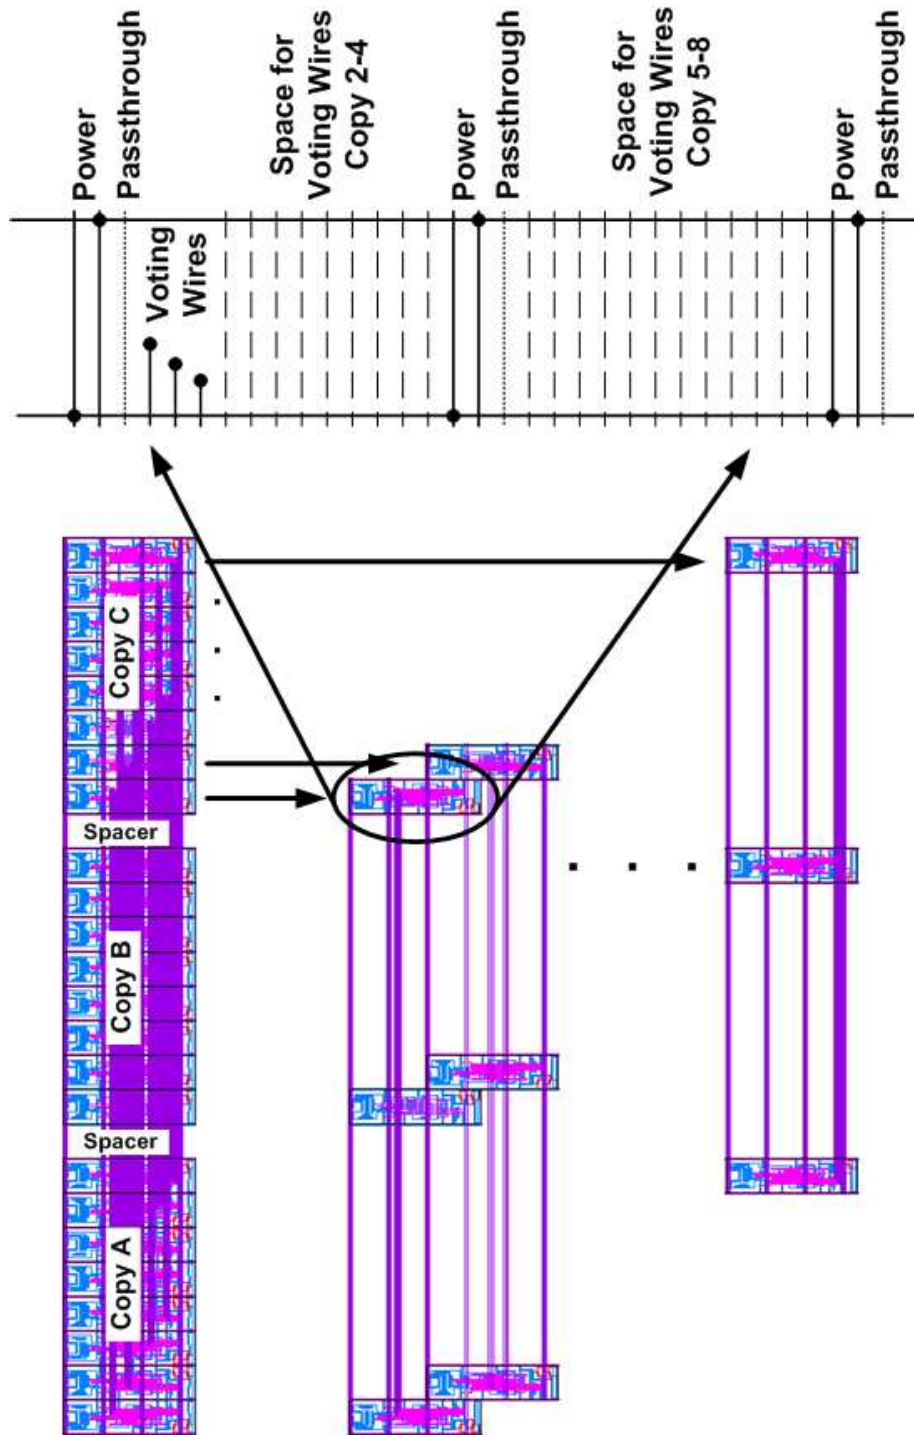 Power
Passthrough
Voting
Wires
Space for
Voting Wires
Copy 2-4
Power
Passthrough
Space for
Voting Wires
Copy 5-8
Power
Passthrough
Copy A
Spacer
Copy B
Spacer
Copy C